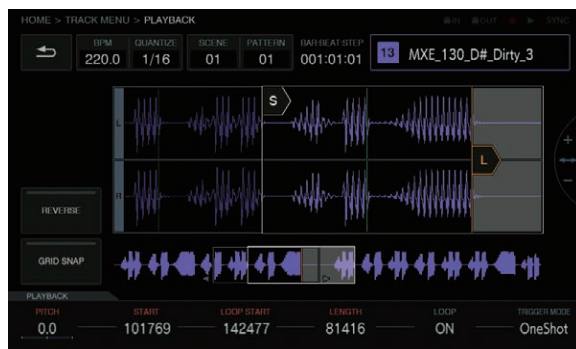 HOME > TRACK MENU > PLAYBACK
IN OUT SYNC
BPM QUANTIZE SCENE PATTERN BAR:BEAT:STEP
220.0 1/16 01 01 001:01:01 13 MXE_130_D#_Dirty_3
S
L
L
R
+
-
REVERSE
GRID SNAP
PLAYBACK
PITCH START LOOP START LENGTH LOOP TRIGGER MODE
0.0 101769 142477 81416 ON OneShot